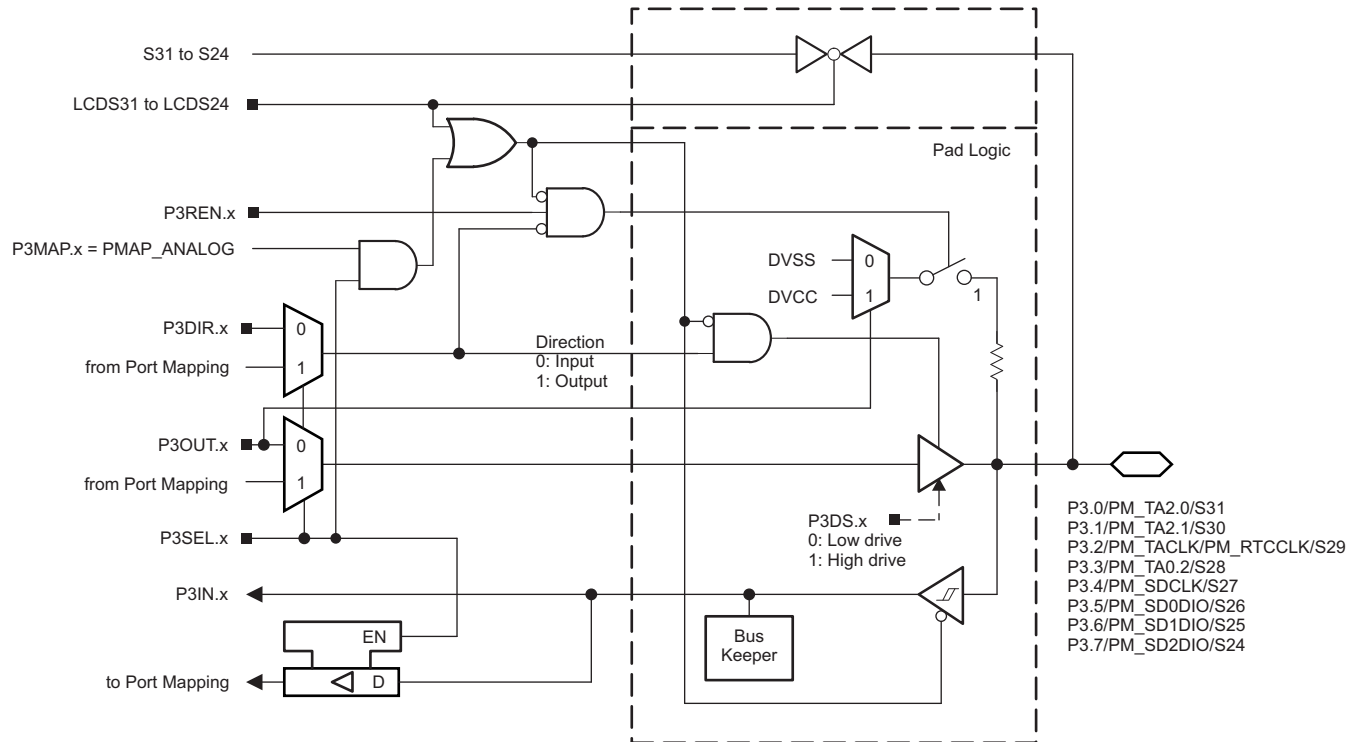 S31 to S24
LCDS31 to LCDS24
Pad Logic
P3REN.x
P3MAP.x = PMAP_ANALOG
DVSS
0
DVCC
1
1
P3DIR.x
0
from Port Mapping
1
Direction
0: Input
1: Output
P3OUT.x
0
from Port Mapping
1
P3SEL.x
P3DS.x
0: Low drive
1: High drive
P3.0/PM_TA2.0/S31
P3.1/PM_TA2.1/S30
P3.2/PM_TACLK/PM_RTCCLK/S29
P3.3/PM_TA0.2/S28
P3.4/PM_SDCLK/S27
P3.5/PM_SD0DIO/S26
P3.6/PM_SD1DIO/S25
P3.7/PM_SD2DIO/S24
P3IN.x
Bus
Keeper
EN
to Port Mapping
D